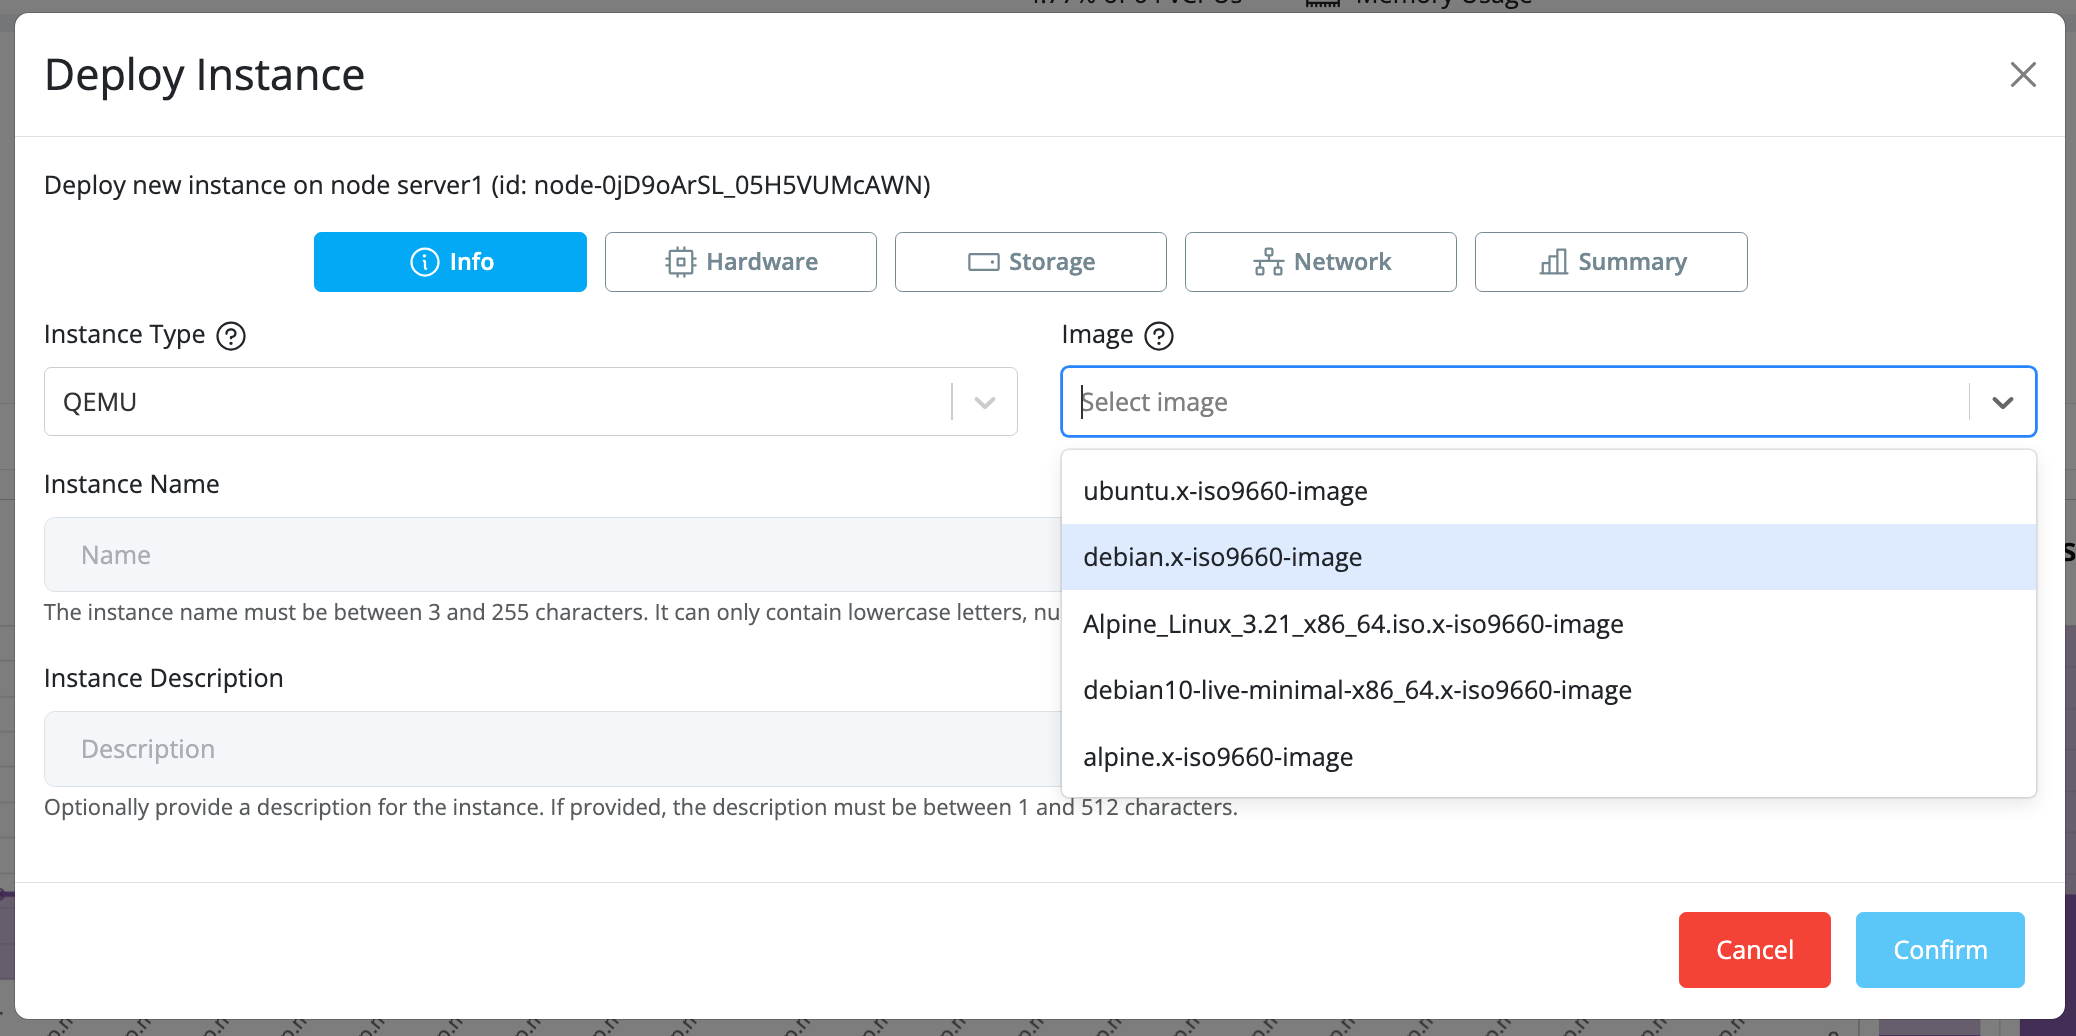 Memory Usage
Deploy Instance
Deploy new instance on node server1 (id: node-0jD9oArSL_05H5VUMcAWN)
Info
Hardware
Storage
Network
Summary
Instance Type
Image
QEMU
Select image
ubuntu.x-iso9660-image
debian.x-iso9660-image
Alpine_Linux_3.21_x86_64.iso.x-iso9660-image
debian10-live-minimal-x86_64.x-iso9660-image
alpine.x-iso9660-image
Instance Name
Name
The instance name must be between 3 and 255 characters. It can only contain lowercase letters, nu
Instance Description
Description
Optionally provide a description for the instance. If provided, the description must be between 1 and 512 characters.
Cancel
Confirm